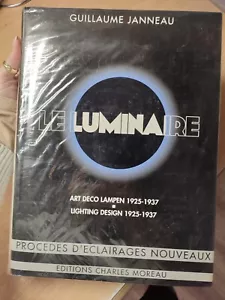 GUILLAUME JANNEAU
LE LUMINAIRE
ART DECO LAMPEN 1925-1937
LIGHTING DESIGN 1925-1937
PROCEDES D'ECLAIRAGES NOUVEAUX
EDITIONS CHARLES MOREAU